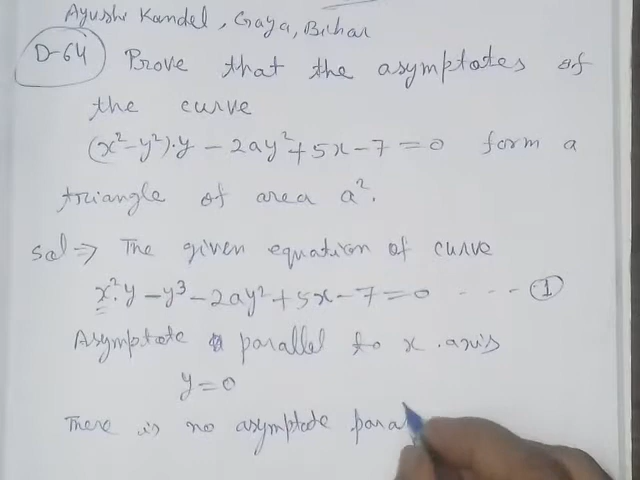 Ayushi Kandel, Gaya, Bihar
D-64 Prove that the asymptotes of
the curve
(x²-y²).y - 2ay² + 5x - 7 = 0 form a
triangle of area a².
Sol ⇒ The given equation of curve
x².y - y³ - 2ay² + 5x - 7 = 0 ---- ①
Asymptote parallel to x.axis
y = 0
There is no asymptote para